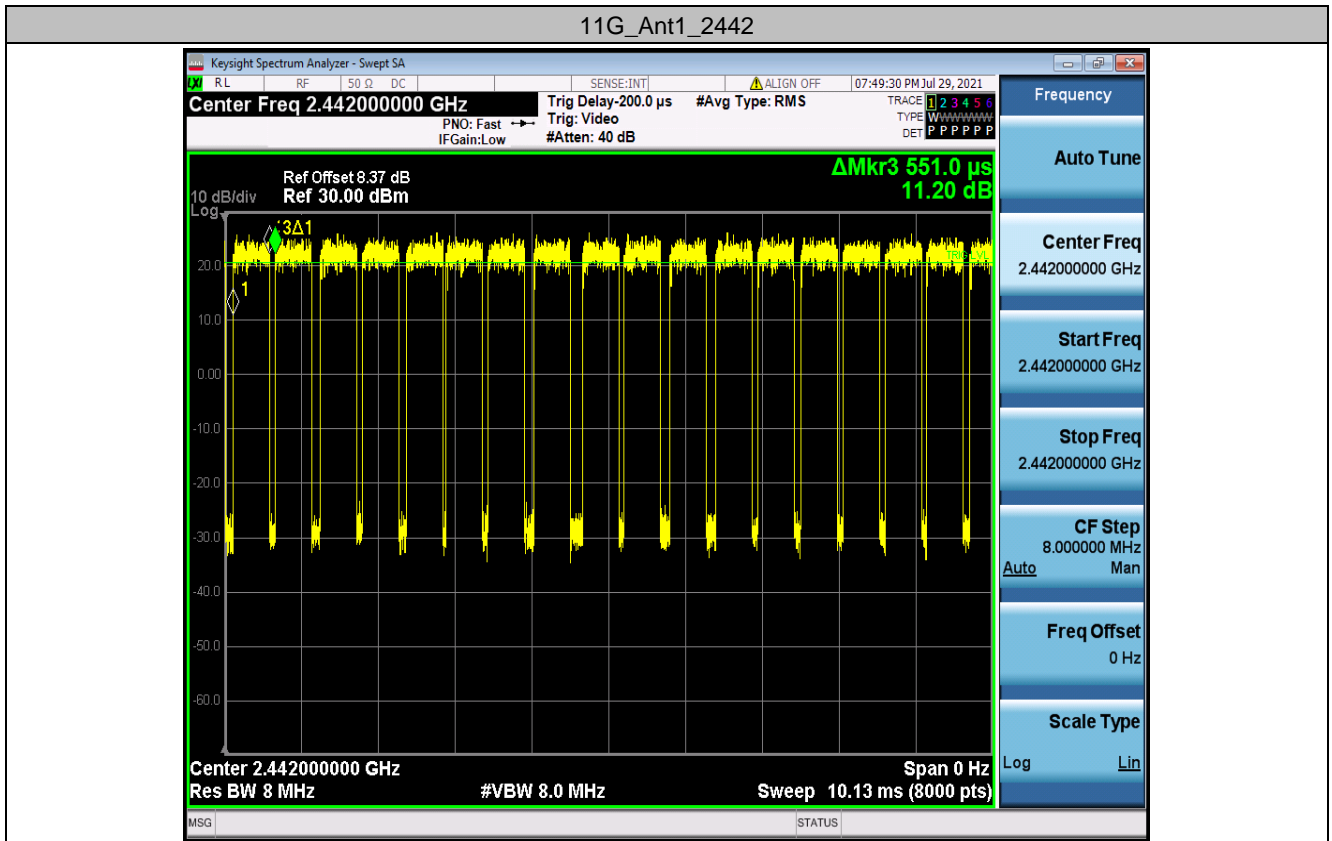 11G_Ant1_2442
Keysight Spectrum Analyzer - Swept SA
LXI RL RF 50 Ω DC SENSE:INT ALIGN OFF 07:49:30 PM Jul 29, 2021
Center Freq 2.442000000 GHz
PNO: Fast
IFGain:Low
Trig Delay-200.0 µs
Trig: Video
#Atten: 40 dB
#Avg Type: RMS
TRACE 1 2 3 4 5 6
TYPE WWWWWW
DET P P P P P P
Frequency
Auto Tune
Center Freq
2.442000000 GHz
Start Freq
2.442000000 GHz
Stop Freq
2.442000000 GHz
CF Step
8.000000 MHz
Auto Man
Freq Offset
0 Hz
Scale Type
Log Lin
ΔMkr3 551.0 µs
11.20 dB
Ref Offset 8.37 dB
10 dB/div Ref 30.00 dBm
Log
3Δ1
TRIG LVL
1
20.0
10.0
0.00
-10.0
-20.0
-30.0
-40.0
-50.0
-60.0
Center 2.442000000 GHz Span 0 Hz
Res BW 8 MHz #VBW 8.0 MHz Sweep 10.13 ms (8000 pts)
MSG STATUS